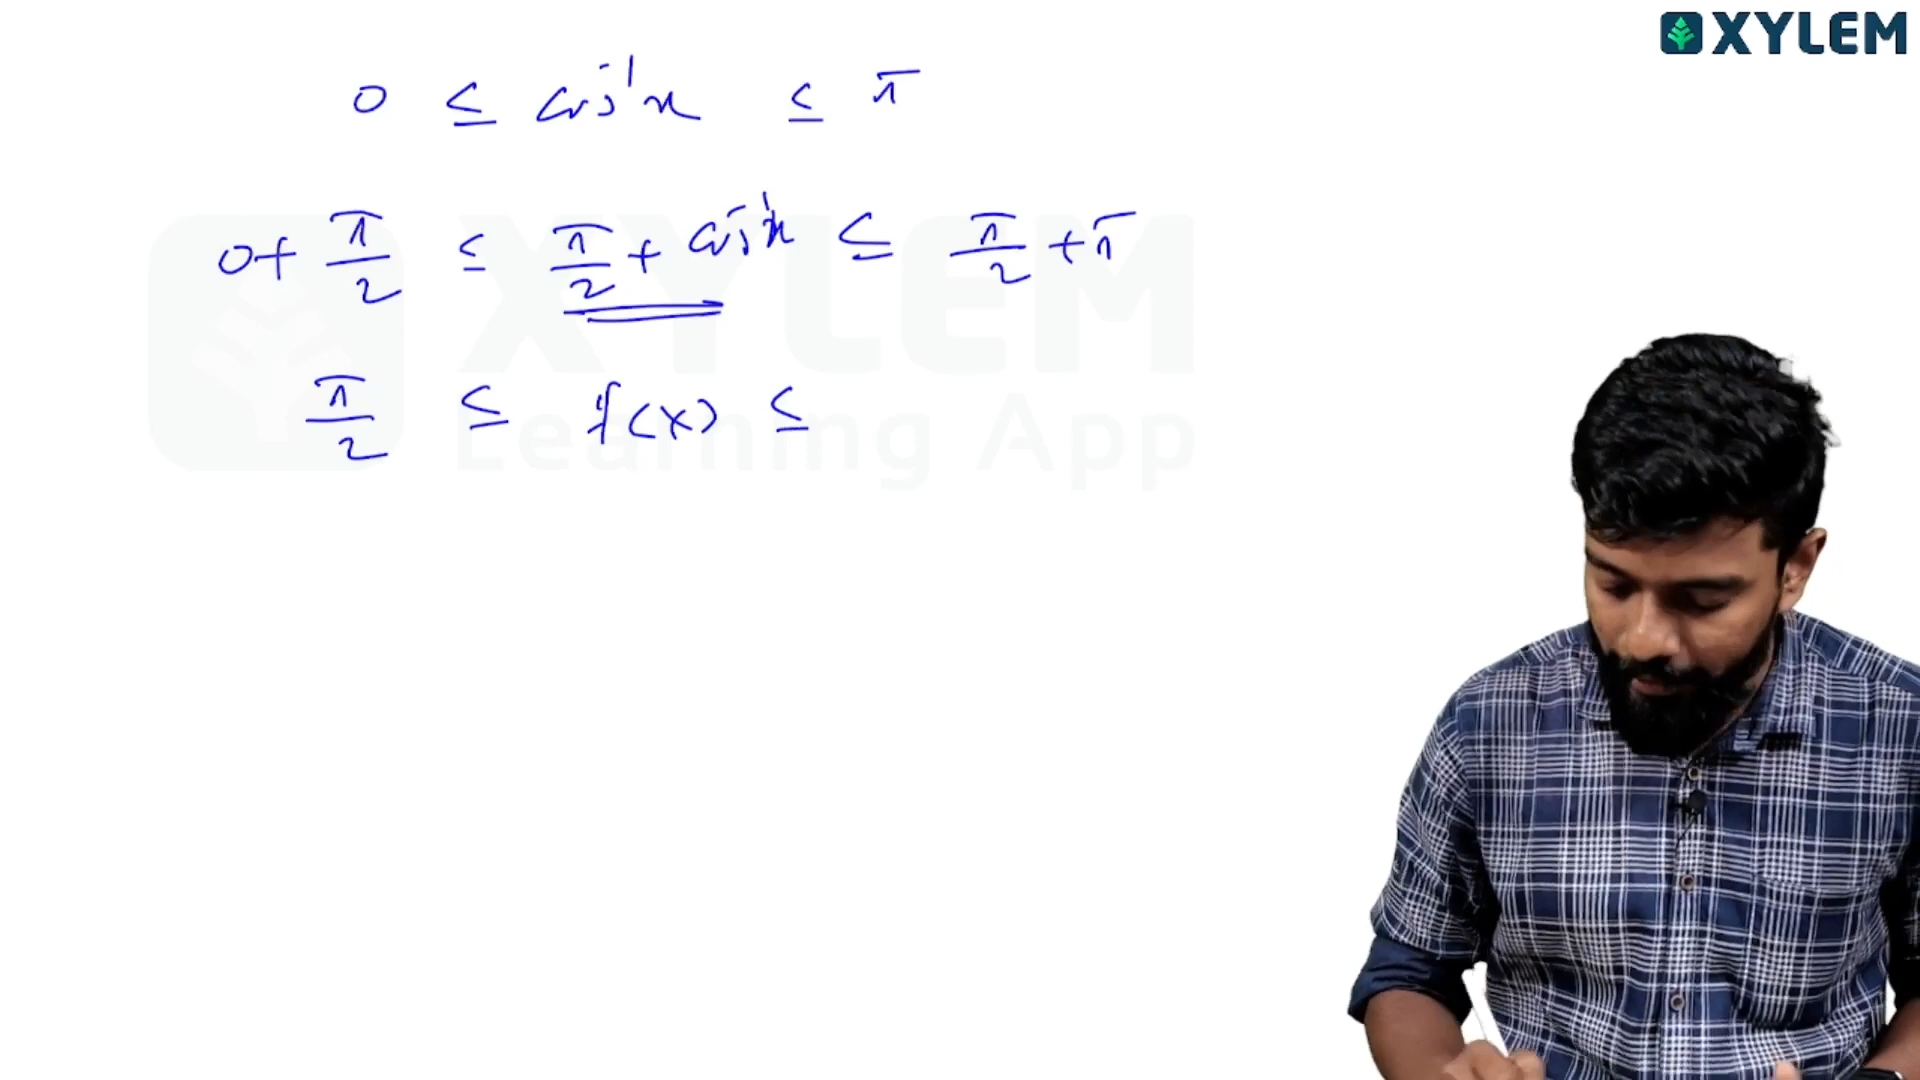 XYLEM
0 ≤ cos⁻¹x ≤ π
0+ π/2 ≤ π/2 + cos⁻¹x ≤ π/2 + π
π/2 ≤ f(x) ≤
XYLEM
Learning App